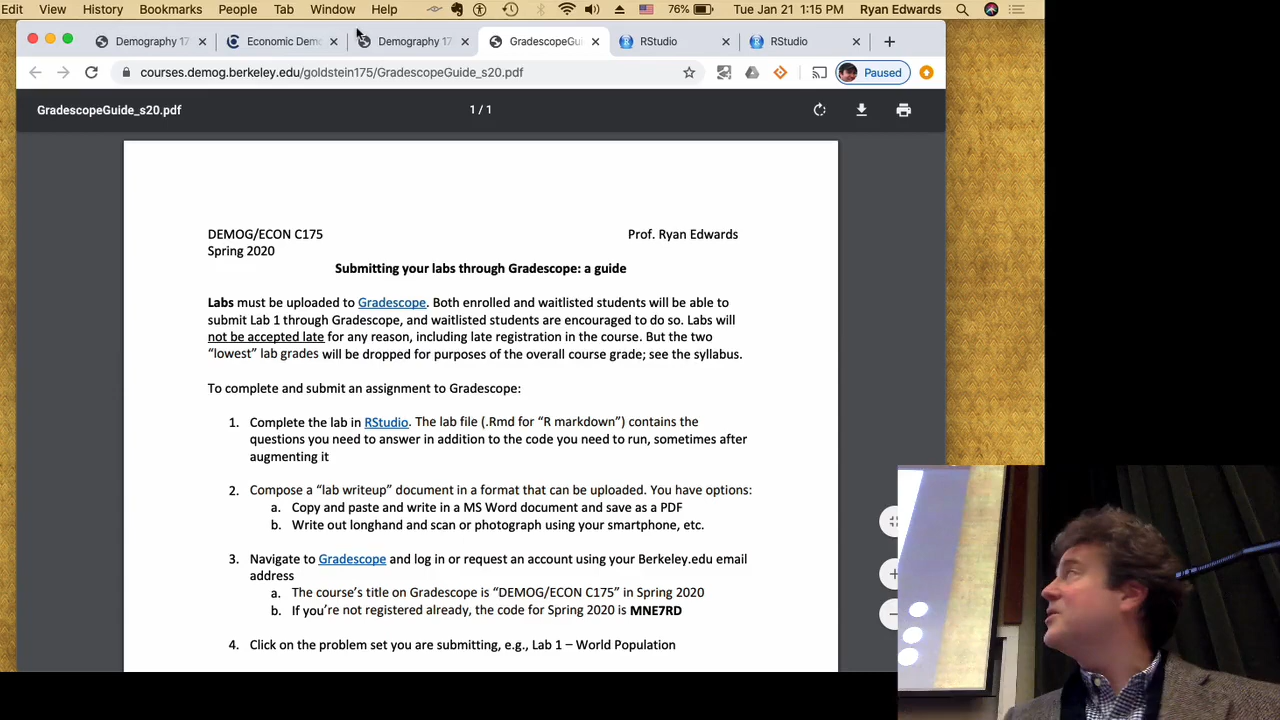 Edit View History Bookmarks People Tab Window Help 76% Tue Jan 21 1:15 PM Ryan Edwards
Demography 17 Economic Dem Demography 17 GradescopeGu RStudio RStudio
courses.demog.berkeley.edu/goldstein175/GradescopeGuide_s20.pdf Paused
GradescopeGuide_s20.pdf 1 / 1
DEMOG/ECON C175 Prof. Ryan Edwards
Spring 2020
Submitting your labs through Gradescope: a guide
Labs must be uploaded to Gradescope. Both enrolled and waitlisted students will be able to
submit Lab 1 through Gradescope, and waitlisted students are encouraged to do so. Labs will
not be accepted late for any reason, including late registration in the course. But the two
“lowest” lab grades will be dropped for purposes of the overall course grade; see the syllabus.
To complete and submit an assignment to Gradescope:
1. Complete the lab in RStudio. The lab file (.Rmd for “R markdown”) contains the
questions you need to answer in addition to the code you need to run, sometimes after
augmenting it
2. Compose a “lab writeup” document in a format that can be uploaded. You have options:
a. Copy and paste and write in a MS Word document and save as a PDF
b. Write out longhand and scan or photograph using your smartphone, etc.
3. Navigate to Gradescope and log in or request an account using your Berkeley.edu email
address
a. The course’s title on Gradescope is “DEMOG/ECON C175” in Spring 2020
b. If you’re not registered already, the code for Spring 2020 is MNE7RD
4. Click on the problem set you are submitting, e.g., Lab 1 – World Population